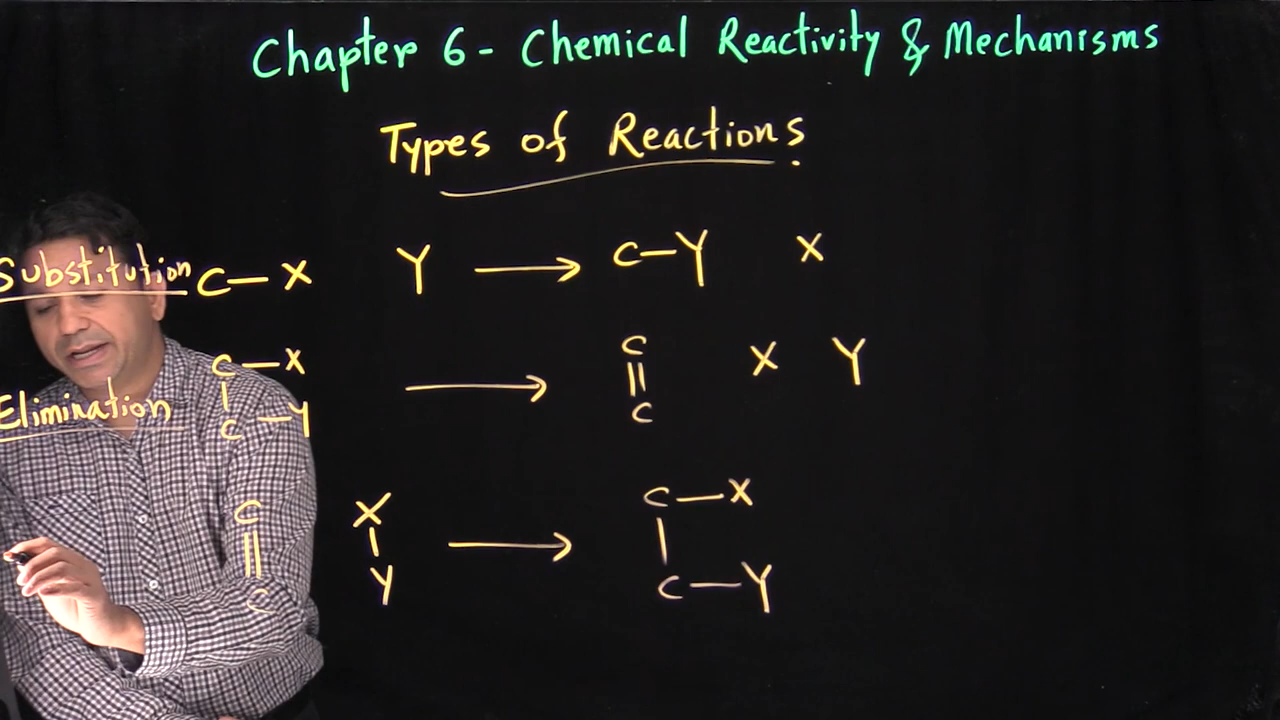 Chapter 6 - Chemical Reactivity & Mechanisms
Types of Reactions
Substitution C—X Y ⟶ C—Y X
C—X C X Y
| ⟶ ||
Elimination C—Y C
C X C—X
|| | ⟶ |
C Y C—Y